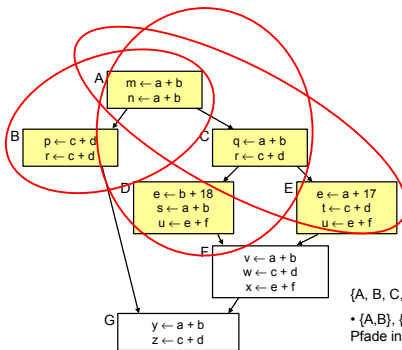 A
m ← a + b
n ← a + b
B
p ← c + d
r ← c + d
C
q ← a + b
r ← c + d
D
e ← b + 18
s ← a + b
u ← e + f
E
e ← a + 17
t ← c + d
u ← e + f
F
v ← a + b
w ← c + d
x ← e + f
G
y ← a + b
z ← c + d
{A, B, C,
• {A,B}, {
Pfade in